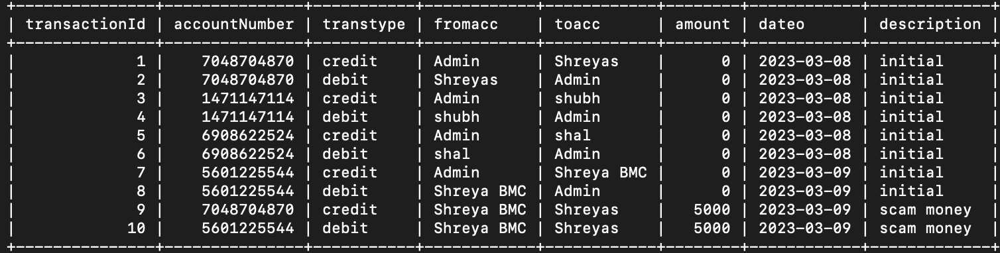 transactionId | accountNumber | transtype | fromacc | toacc | amount | dateo | description
1 | 7048704870 | credit | Admin | Shreyas | 0 | 2023-03-08 | initial
2 | 7048704870 | debit | Shreyas | Admin | 0 | 2023-03-08 | initial
3 | 1471147114 | credit | Admin | shubh | 0 | 2023-03-08 | initial
4 | 1471147114 | debit | shubh | Admin | 0 | 2023-03-08 | initial
5 | 6908622524 | credit | Admin | shal | 0 | 2023-03-08 | initial
6 | 6908622524 | debit | shal | Admin | 0 | 2023-03-08 | initial
7 | 5601225544 | credit | Admin | Shreya BMC | 0 | 2023-03-09 | initial
8 | 5601225544 | debit | Shreya BMC | Admin | 0 | 2023-03-09 | initial
9 | 7048704870 | credit | Shreya BMC | Shreyas | 5000 | 2023-03-09 | scam money
10 | 5601225544 | debit | Shreya BMC | Shreyas | 5000 | 2023-03-09 | scam money